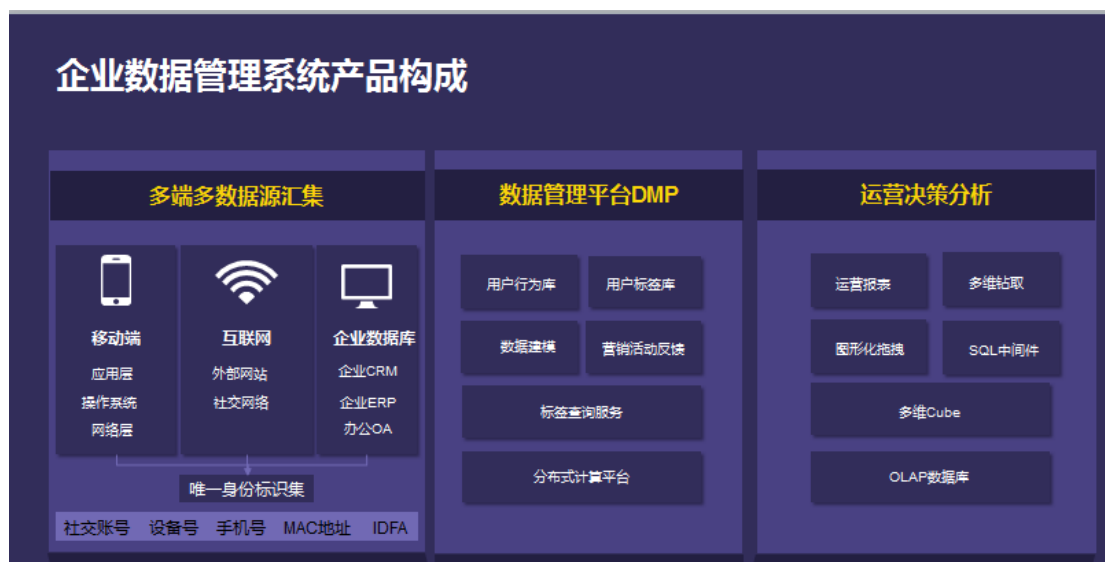 企业数据管理系统产品构成
多端多数据源汇集
移动端
应用层
操作系统
网络层
互联网
外部网站
社交网络
企业数据库
企业CRM
企业ERP
办公OA
唯一身份标识集
社交账号 设备号 手机号 MAC地址 IDFA
数据管理平台DMP
用户行为库 用户标签库
数据建模 营销活动反馈
标签查询服务
分布式计算平台
运营决策分析
运营报表 多维钻取
图形化拖拽 SQL中间件
多维Cube
OLAP数据库